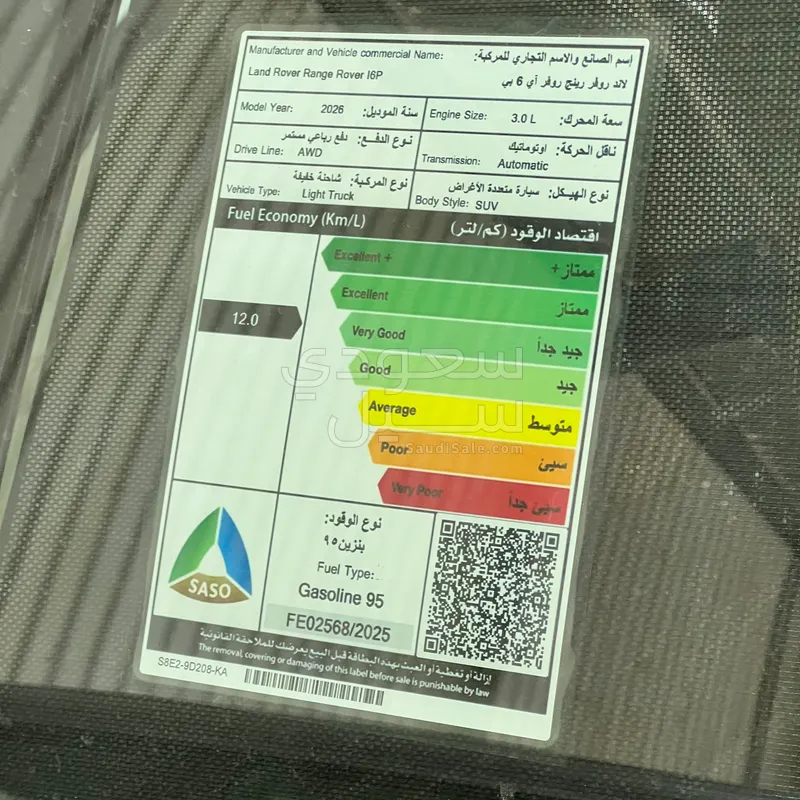 Manufacturer and Vehicle commercial Name: إسم الصانع والاسم التجاري للمركبة:
Land Rover Range Rover I6P لاند روفر رينج روفر آي 6 بي
Model Year: 2026 سنة الموديل:
Engine Size: 3.0 L سعة المحرك:
نوع الدفـع: دفع رباعي مستمر
Drive Line: AWD
ناقل الحركة: اوتوماتيك
Transmission: Automatic
نوع المركبة: شاحنة خفيفة
Vehicle Type: Light Truck
نوع الهيكل: سيارة متعددة الأغراض
Body Style: SUV
Fuel Economy (Km/L) اقتصاد الوقود (كم/لتر)
Excellent + ممتاز+
Excellent ممتاز
12.0
Very Good جيد جداً
Good جيد
Average متوسط
Poor سيئ
Very Poor سيئ جداً
سعودي سيل
SaudiSale.com
SASO
نوع الوقود:
بنزين ٩٥
Fuel Type:
Gasoline 95
FE02568/2025
إزالة أو تغطية أو العبث بهذه البطاقة قبل البيع يعرضك للملاحقة القانونية
The removal, covering or damaging of this label before sale is punishable by law
S8E2-9D208-KA